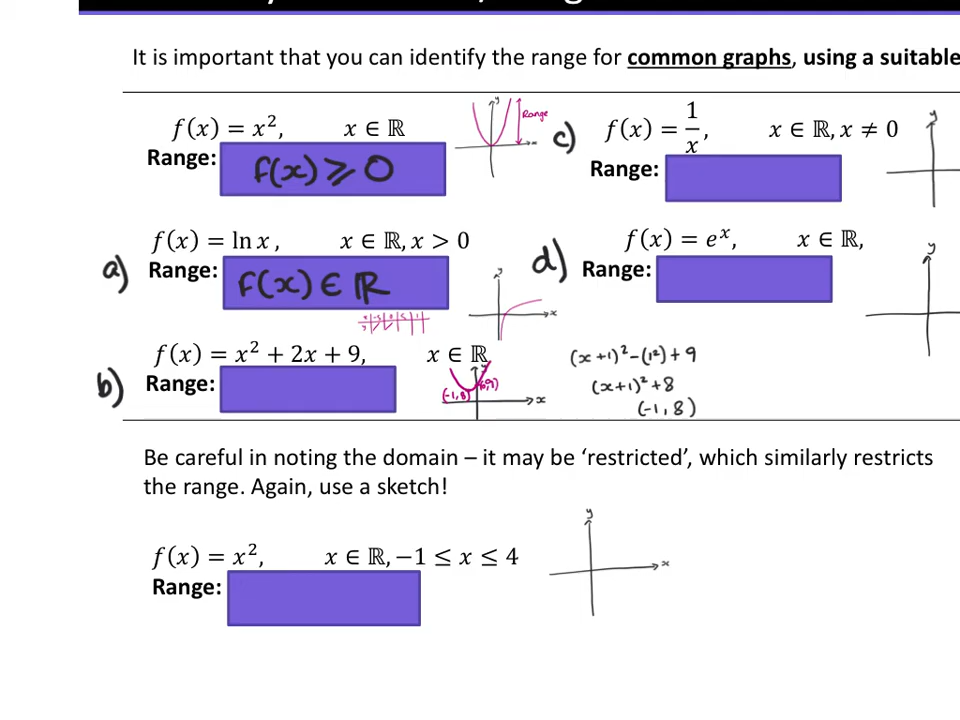 It is important that you can identify the range for common graphs, using a suitable
f(x) = x², x ∈ ℝ
Range: f(x) ⩾ 0
y
Range
x
a) f(x) = ln x , x ∈ ℝ, x > 0
Range: f(x) ∈ ℝ
x
b) f(x) = x² + 2x + 9, x ∈ ℝ
Range:
y
(-1, 8)
(0,9)
x
(x+1)² - (1²) + 9
(x+1)² + 8
(-1, 8)
c) f(x) = 1/x, x ∈ ℝ, x ≠ 0
Range:
y
d) f(x) = eˣ, x ∈ ℝ,
Range:
y
Be careful in noting the domain – it may be ‘restricted’, which similarly restricts
the range. Again, use a sketch!
f(x) = x², x ∈ ℝ, −1 ≤ x ≤ 4
Range:
y
x